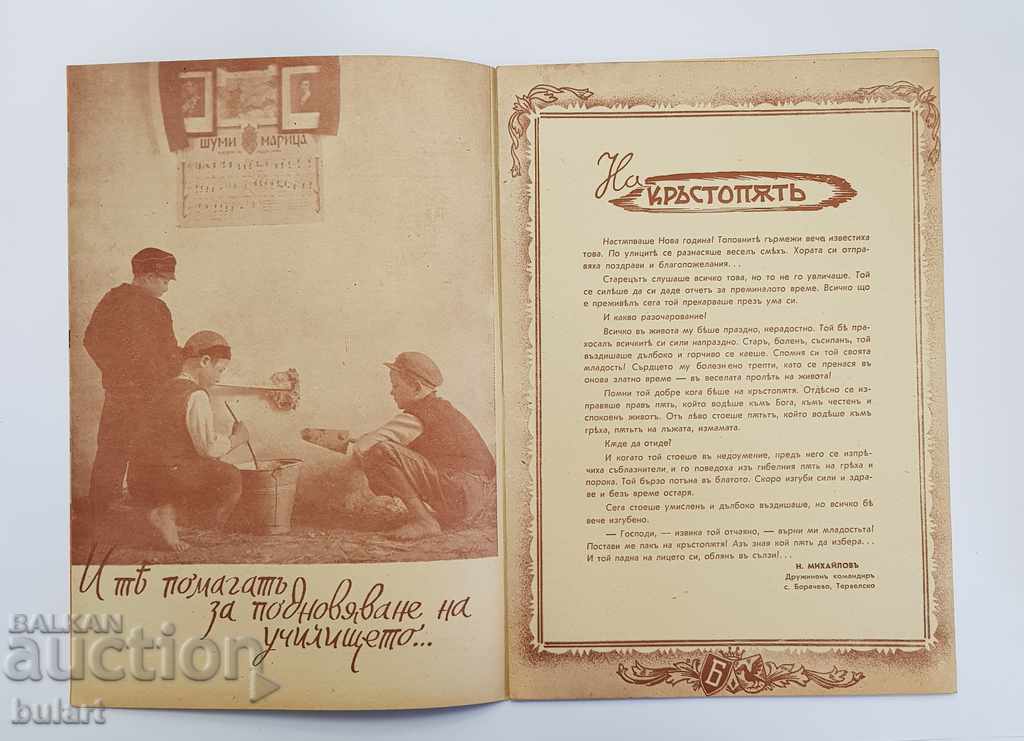 ШУМИ МАРИЦА
И тѣ помагатъ
за подновяване на
училището...
На
КРЪСТОПѪТЬ
Настѫпваше Нова година! Топовнитѣ гърмежи вече известиха
това. По улиците се разнасяше веселъ смѣхъ. Хората си отпра-
вяха поздрави и благопожелания. . .
Старецътъ слушаше всичко това, но то не го увличаше. Той
се силѣше да си даде отчетъ за преминалото време. Всичко що
е преживѣлъ сега той прекарваше презъ ума си.
И какво разочарование!
Всичко въ живота му бѣше праздно, нерадостно. Той бѣ пра-
хосалъ всичкитѣ си сили напраздно. Старъ, боленъ, съсипанъ, той
въздишаше дълбоко и горчиво се каеше. Спомня си той своята
младость! Сърдцето му болезнено трепти, като се пренася въ
онова златно време — въ веселата пролѣть на живота!
Помни той добре кога бѣше на кръстопѫтя. Отдѣсно се из-
правяше правъ пѫть, който водѣше къмъ Бога, къмъ честенъ и
спокоенъ животъ. Отъ лѣво стоеше пѫтьтъ, който водѣше къмъ
грѣха, пѫтьтъ на лъжата, измамата.
Кѫде да отиде?
И когато той стоеше въ недоумение, предъ него се изпрѣ-
чиха съблазнители, и го поведоха изъ гибелния пѫть на грѣха и
порока. Той бързо потъна въ блатото. Скоро изгуби сили и здра-
ве и безъ време остаря.
Сега стоеше умисленъ и дълбоко въздишаше, но всичко бѣ
вече изгубено.
— Господи, — извика той отчаяно, — върни ми младостьта!
Постави ме пакъ на кръстопѫтя! Азъ зная кой пѫть да избера. . .
И той падна на лицето си, облянъ въ сълзи!. . .
Н. МИХАЙЛОВЪ
Дружиненъ командиръ
с. Борачево, Тервелско
Б
BALKAN
auction
bulart